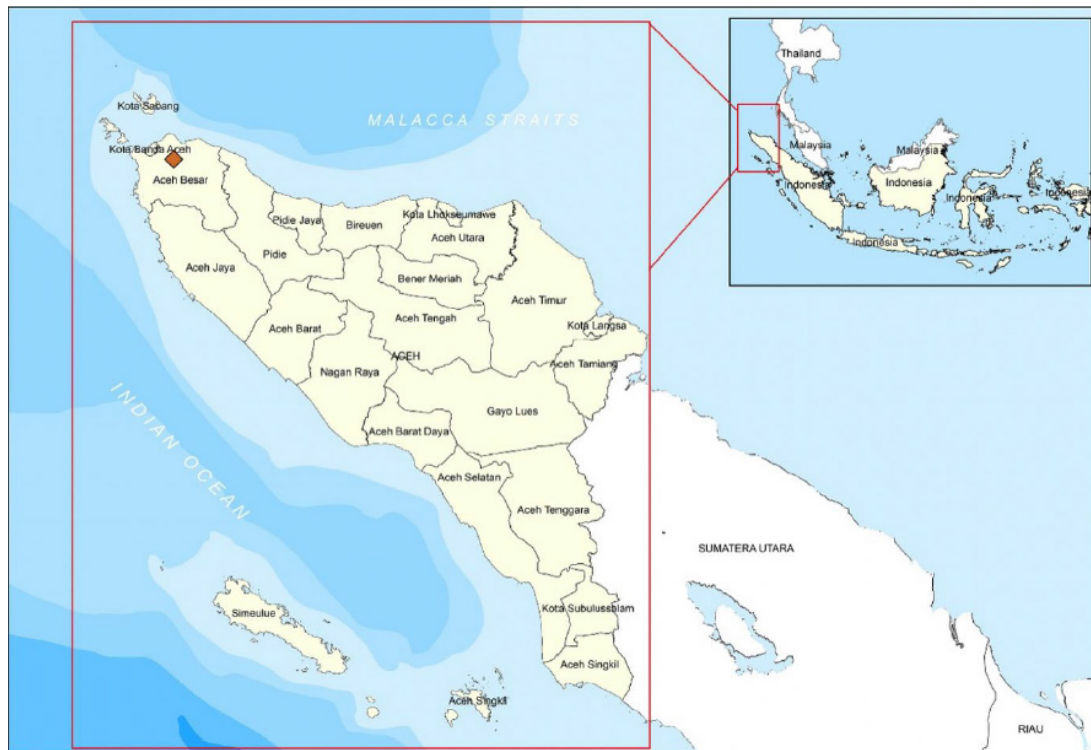 Thailand
Malaysia
Malaysia
Indonesia
Indonesia
Indonesia
Indonesia
Indonesia
Kota Sabang
MALACCA STRAITS
Kota Banda Aceh
Aceh Besar
Kota Lhokseumawe
Pidie Jaya
Bireuen
Aceh Utara
Pidie
Aceh Jaya
Bener Meriah
Aceh Timur
Aceh Tengah
Aceh Barat
Kota Langsa
ACEH
Aceh Tamiang
Nagan Raya
Gayo Lues
Aceh Barat Daya
INDIAN OCEAN
Aceh Selatan
Aceh Tenggara
SUMATERA UTARA
Simeulue
Kota Subulussalam
Aceh Singkil
Aceh Singkil
RIAU